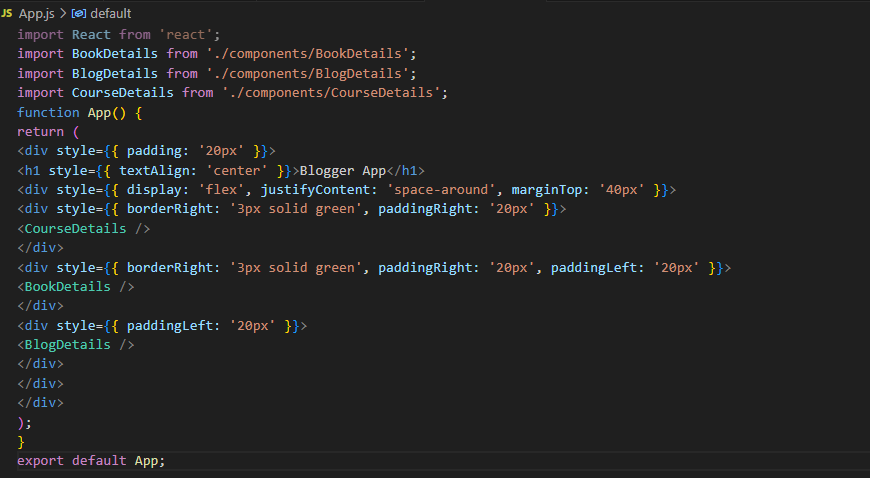 JS App.js > default
import React from 'react';
import BookDetails from './components/BookDetails';
import BlogDetails from './components/BlogDetails';
import CourseDetails from './components/CourseDetails';
function App() {
return (
<div style={{ padding: '20px' }}>
<h1 style={{ textAlign: 'center' }}>Blogger App</h1>
<div style={{ display: 'flex', justifyContent: 'space-around', marginTop: '40px' }}>
<div style={{ borderRight: '3px solid green', paddingRight: '20px' }}>
<CourseDetails />
</div>
<div style={{ borderRight: '3px solid green', paddingRight: '20px', paddingLeft: '20px' }}>
<BookDetails />
</div>
<div style={{ paddingLeft: '20px' }}>
<BlogDetails />
</div>
</div>
</div>
);
}
export default App;